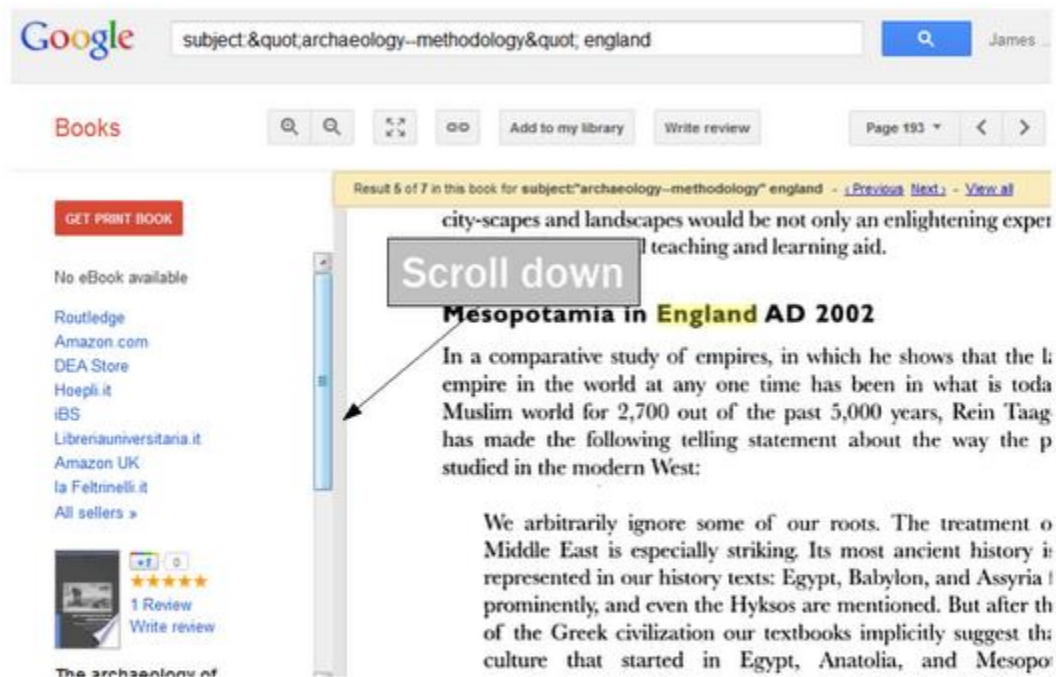 Google subject:&quot;archaeology--methodology&quot; england James ...
Books Add to my library Write review Page 193
Result 5 of 7 in this book for subject:"archaeology--methodology" england - ‹ Previous Next › - View all
GET PRINT BOOK
No eBook available
Routledge
Amazon.com
DEA Store
Hoepli.it
iBS
Libreriauniversitaria.it
Amazon UK
la Feltrinelli.it
All sellers »
+1 0
1 Review
Write review
The archaeology of
city-scapes and landscapes would be not only an enlightening exper
teaching and learning aid.
Scroll down
Mesopotamia in England AD 2002
In a comparative study of empires, in which he shows that the la
empire in the world at any one time has been in what is toda
Muslim world for 2,700 out of the past 5,000 years, Rein Taag
has made the following telling statement about the way the p
studied in the modern West:
We arbitrarily ignore some of our roots. The treatment o
Middle East is especially striking. Its most ancient history is
represented in our history texts: Egypt, Babylon, and Assyria
prominently, and even the Hyksos are mentioned. But after th
of the Greek civilization our textbooks implicitly suggest tha
culture that started in Egypt, Anatolia, and Mesopo